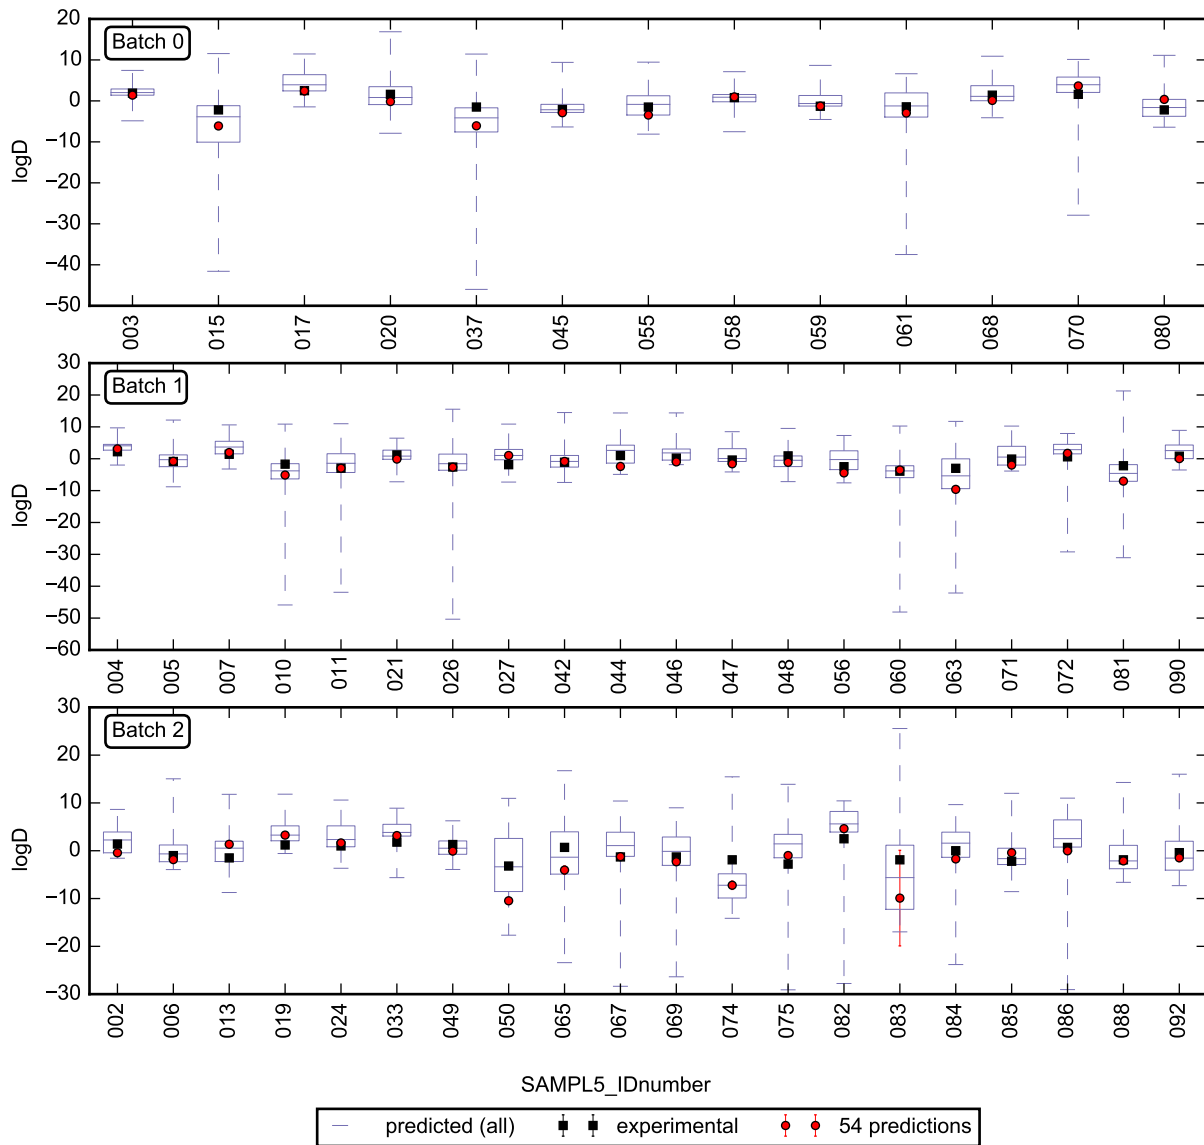 Batch 0
20
10
0
−10
−20
−30
−40
−50
logD
003 015 017 020 037 045 055 058 059 061 068 070 080
Batch 1
30
20
10
0
−10
−20
−30
−40
−50
−60
logD
004 005 007 010 011 021 026 027 042 044 046 047 048 056 060 063 071 072 081 090
Batch 2
30
20
10
0
−10
−20
−30
logD
002 006 013 019 024 033 049 050 065 067 069 074 075 082 083 084 085 086 088 092
SAMPL5_IDnumber
predicted (all) experimental 54 predictions